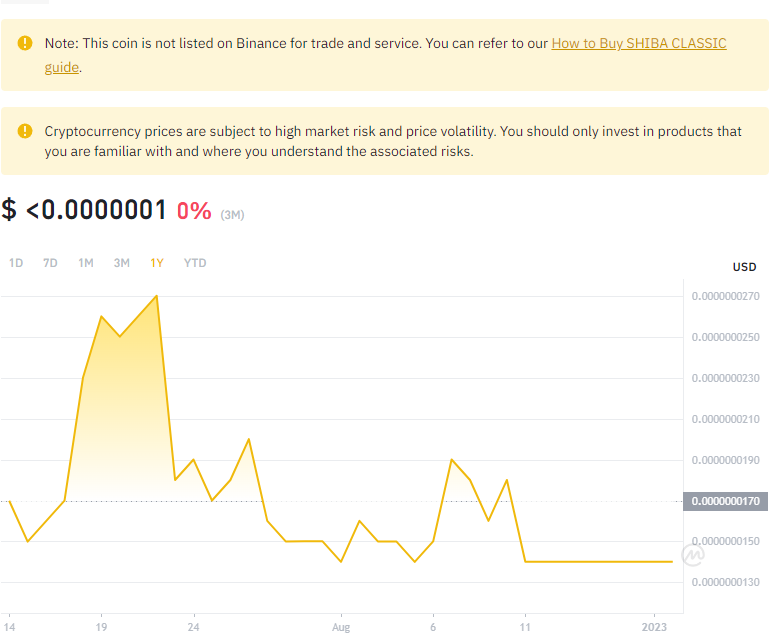 Note: This coin is not listed on Binance for trade and service. You can refer to our How to Buy SHIBA CLASSIC
guide.
Cryptocurrency prices are subject to high market risk and price volatility. You should only invest in products that
you are familiar with and where you understand the associated risks.
$ <0.0000001 0% (3M)
1D 7D 1M 3M 1Y YTD
USD
0.0000000270
0.0000000250
0.0000000230
0.0000000210
0.0000000190
0.0000000170
0.0000000150
0.0000000130
14 19 24 Aug 6 11 2023